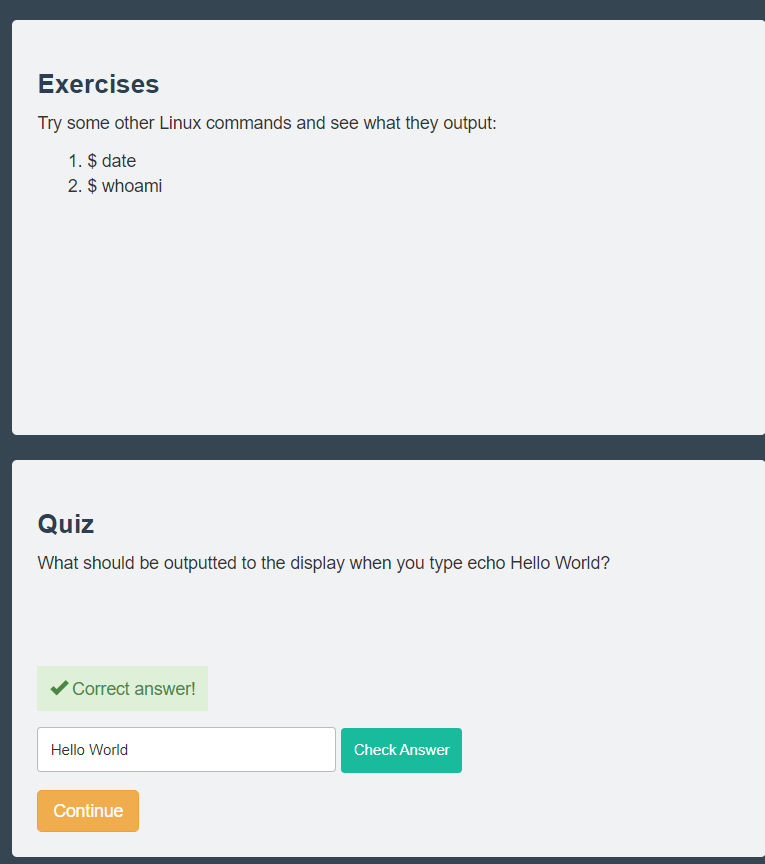 Exercises
Try some other Linux commands and see what they output:
1. $ date
2. $ whoami
Quiz
What should be outputted to the display when you type echo Hello World?
Correct answer!
Hello World
Check Answer
Continue